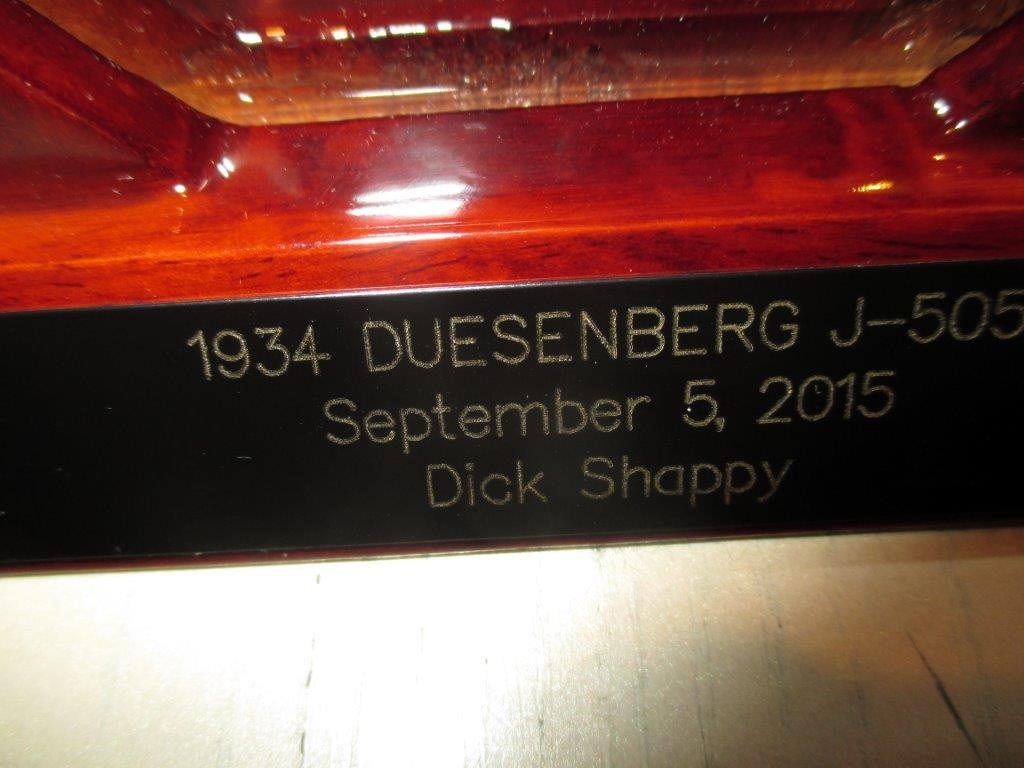 1934 DUESENBERG J-505
September 5, 2015
Dick Shappy